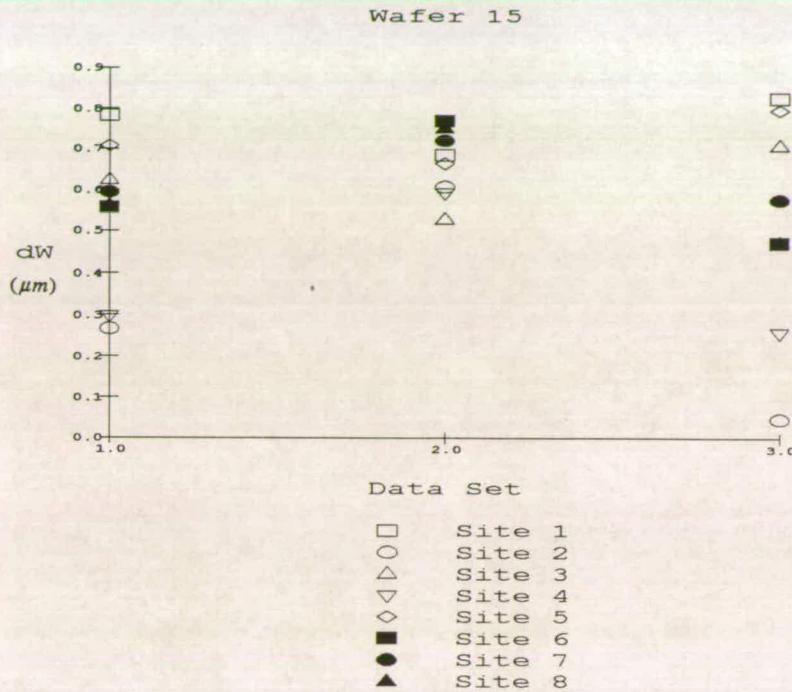 Wafer 15
0.9
0.8
0.7
0.6
0.5
0.4
0.3
0.2
0.1
0.0
dW
(μm)
1.0
2.0
3.0
Data Set
Site 1
Site 2
Site 3
Site 4
Site 5
Site 6
Site 7
Site 8